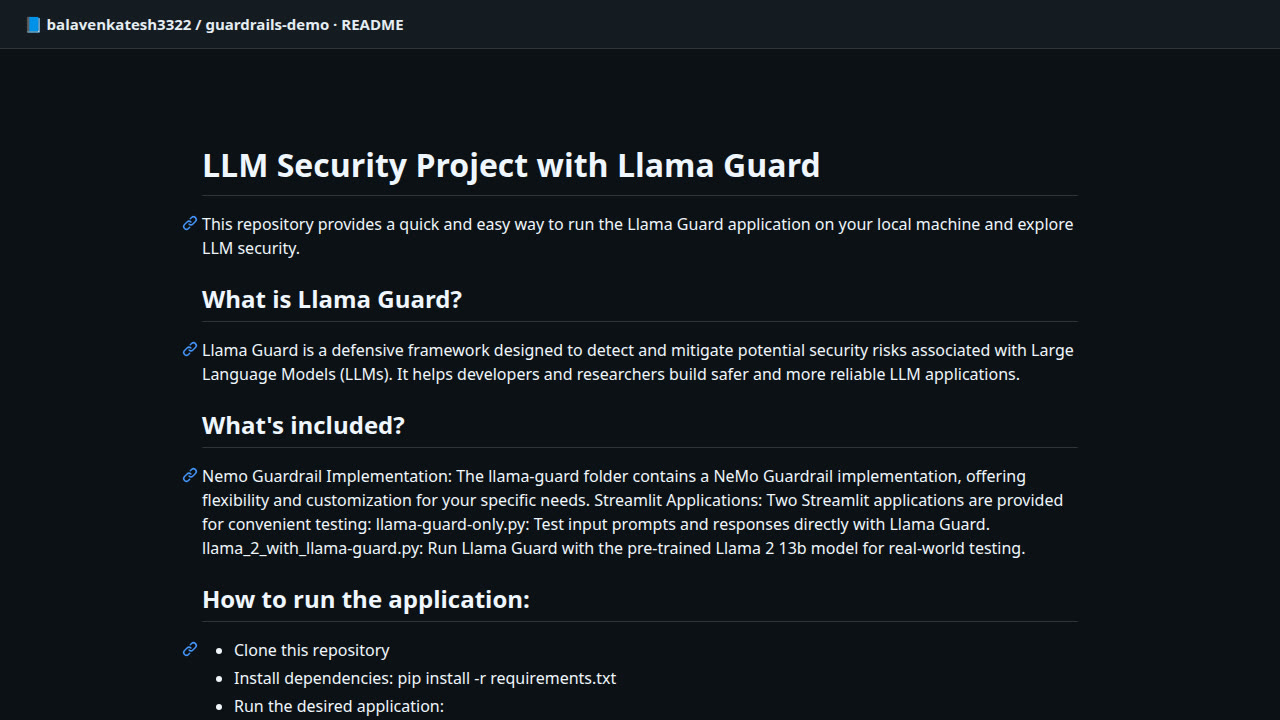 balavenkatesh3322 / guardrails-demo · README
LLM Security Project with Llama Guard
This repository provides a quick and easy way to run the Llama Guard application on your local machine and explore
LLM security.
What is Llama Guard?
Llama Guard is a defensive framework designed to detect and mitigate potential security risks associated with Large
Language Models (LLMs). It helps developers and researchers build safer and more reliable LLM applications.
What's included?
Nemo Guardrail Implementation: The llama-guard folder contains a NeMo Guardrail implementation, offering
flexibility and customization for your specific needs. Streamlit Applications: Two Streamlit applications are provided
for convenient testing: llama-guard-only.py: Test input prompts and responses directly with Llama Guard.
llama_2_with_llama-guard.py: Run Llama Guard with the pre-trained Llama 2 13b model for real-world testing.
How to run the application:
Clone this repository
Install dependencies: pip install -r requirements.txt
Run the desired application: